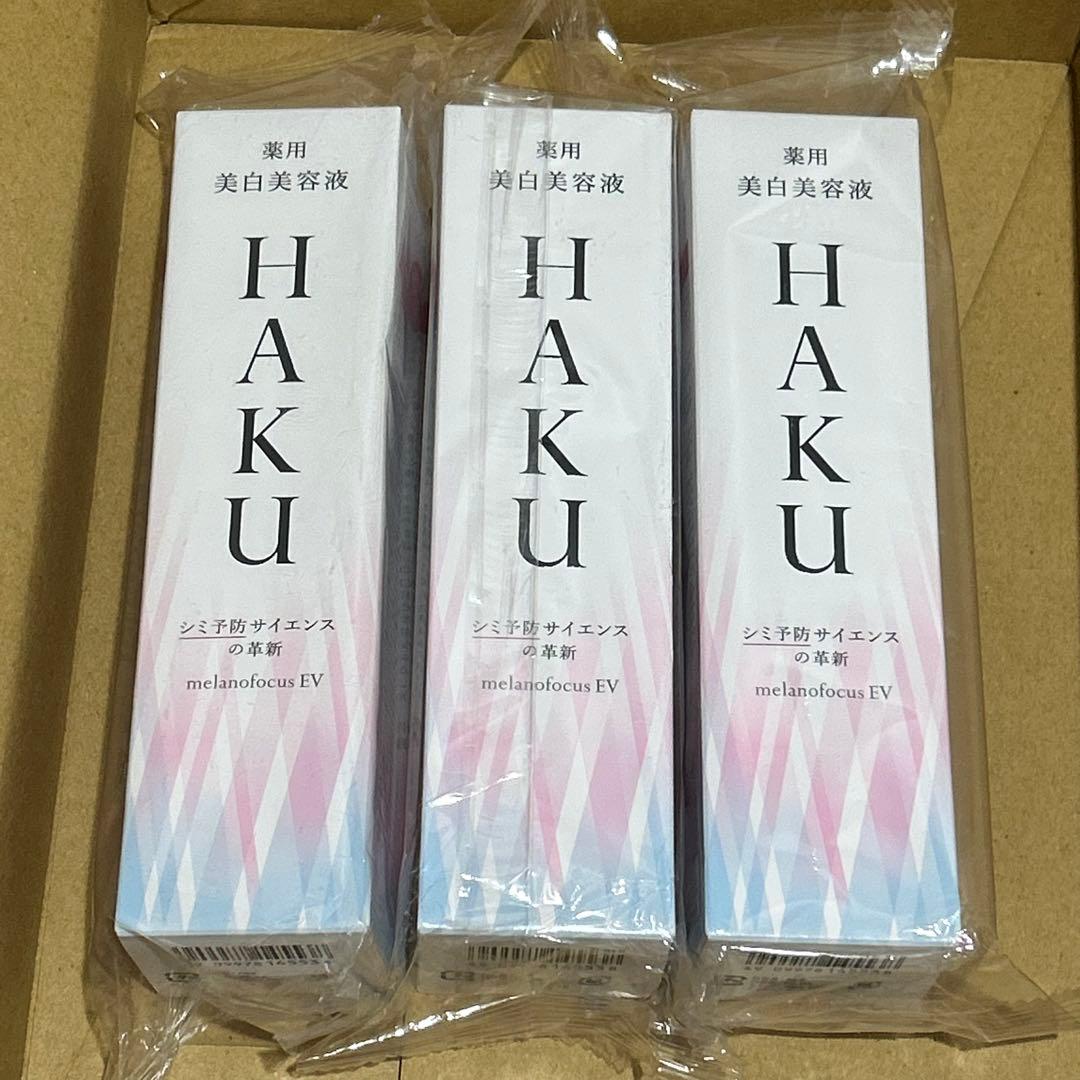 薬用
美白美容液
HAKU
シミ予防サイエンス
の革新
melanofocus EV
薬用
美白美容液
HAKU
シミ予防サイエンス
の革新
melanofocus EV
薬用
美白美容液
HAKU
シミ予防サイエンス
の革新
melanofocus EV